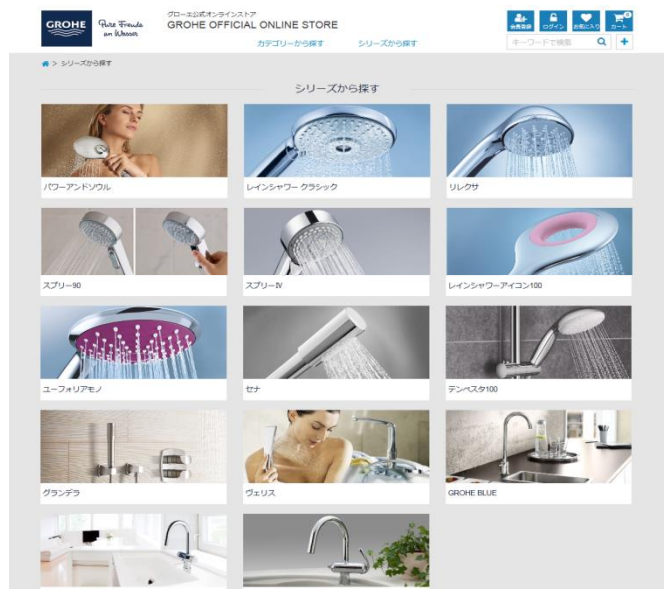 GROHE
Pure Freude
an Wasser
グローエ公式オンラインストア
GROHE OFFICIAL ONLINE STORE
会員登録
ログイン
お気に入り
カート
0
カテゴリーから探す
シリーズから探す
キーワードで検索
+
> シリーズから探す
シリーズから探す
パワーアンドソウル
レインシャワー クラシック
リレクサ
スプリー90
スプリーIV
レインシャワーアイコン100
ユーフォリアモノ
セナ
テンペスタ100
グランデラ
ヴェリス
GROHE BLUE